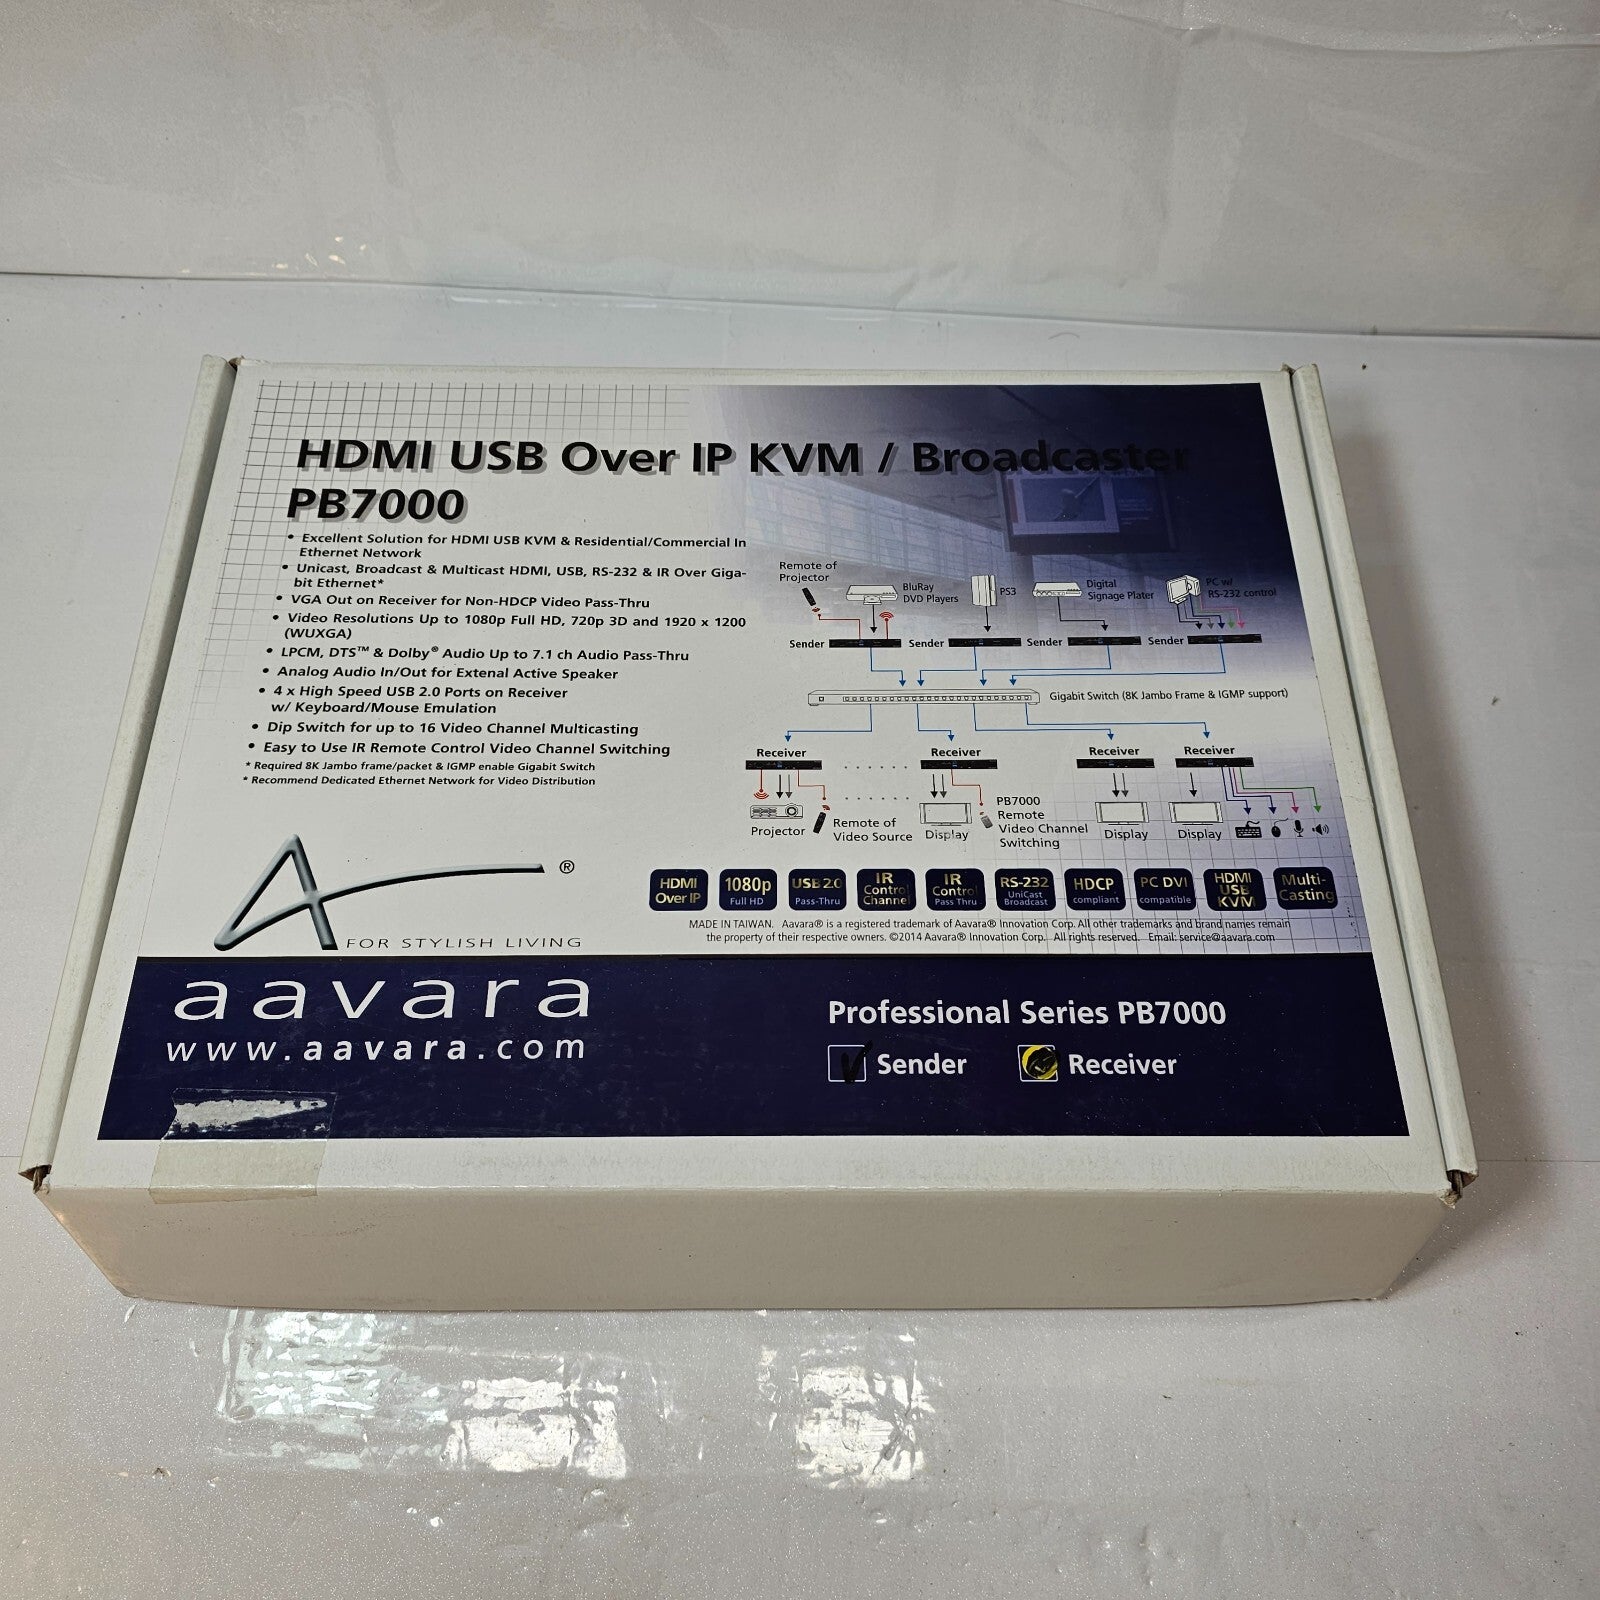 HDMI USB Over IP KVM / Broadcaster
PB7000
• Excellent Solution for HDMI USB KVM & Residential/Commercial In
Ethernet Network
• Unicast, Broadcast & Multicast HDMI, USB, RS-232 & IR Over Giga-
bit Ethernet*
• VGA Out on Receiver for Non-HDCP Video Pass-Thru
• Video Resolutions Up to 1080p Full HD, 720p 3D and 1920 x 1200
(WUXGA)
• LPCM, DTS™ & Dolby® Audio Up to 7.1 ch Audio Pass-Thru
• Analog Audio In/Out for Extenal Active Speaker
• 4 x High Speed USB 2.0 Ports on Receiver
w/ Keyboard/Mouse Emulation
• Dip Switch for up to 16 Video Channel Multicasting
• Easy to Use IR Remote Control Video Channel Switching
* Required 8K Jambo frame/packet & IGMP enable Gigabit Switch
* Recommend Dedicated Ethernet Network for Video Distribution
Remote of
Projector
BluRay
DVD Players
PS3
Digital
Signage Plater
PC w/
RS-232 control
Sender
Sender
Sender
Sender
Gigabit Switch (8K Jambo Frame & IGMP support)
Receiver
Receiver
Receiver
Receiver
Projector
Remote of
Video Source
Display
PB7000
Remote
Video Channel
Switching
Display
Display
HDMI
Over IP
1080p
Full HD
USB 2.0
Pass-Thru
IR
Control
Channel
IR
Control
Pass Thru
RS-232
UniCast
Broadcast
HDCP
compliant
PC DVI
compatible
HDMI
USB
KVM
Multi-
Casting
MADE IN TAIWAN. Aavara® is a registered trademark of Aavara® Innovation Corp. All other trademarks and brand names remain
the property of their respective owners. ©2014 Aavara® Innovation Corp. All rights reserved. Email: service@aavara.com
®
FOR STYLISH LIVING
aavara
www.aavara.com
Professional Series PB7000
Sender
Receiver